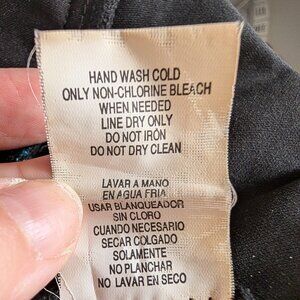 HAND WASH COLD
ONLY NON-CHLORINE BLEACH
WHEN NEEDED
LINE DRY ONLY
DO NOT IRON
DO NOT DRY CLEAN
LAVAR A MANO
EN AGUA FRIA
USAR BLANQUEADOR
SIN CLORO
CUANDO NECESARIO
SECAR COLGADO
SOLAMENTE
NO PLANCHAR
NO LAVAR EN SECO